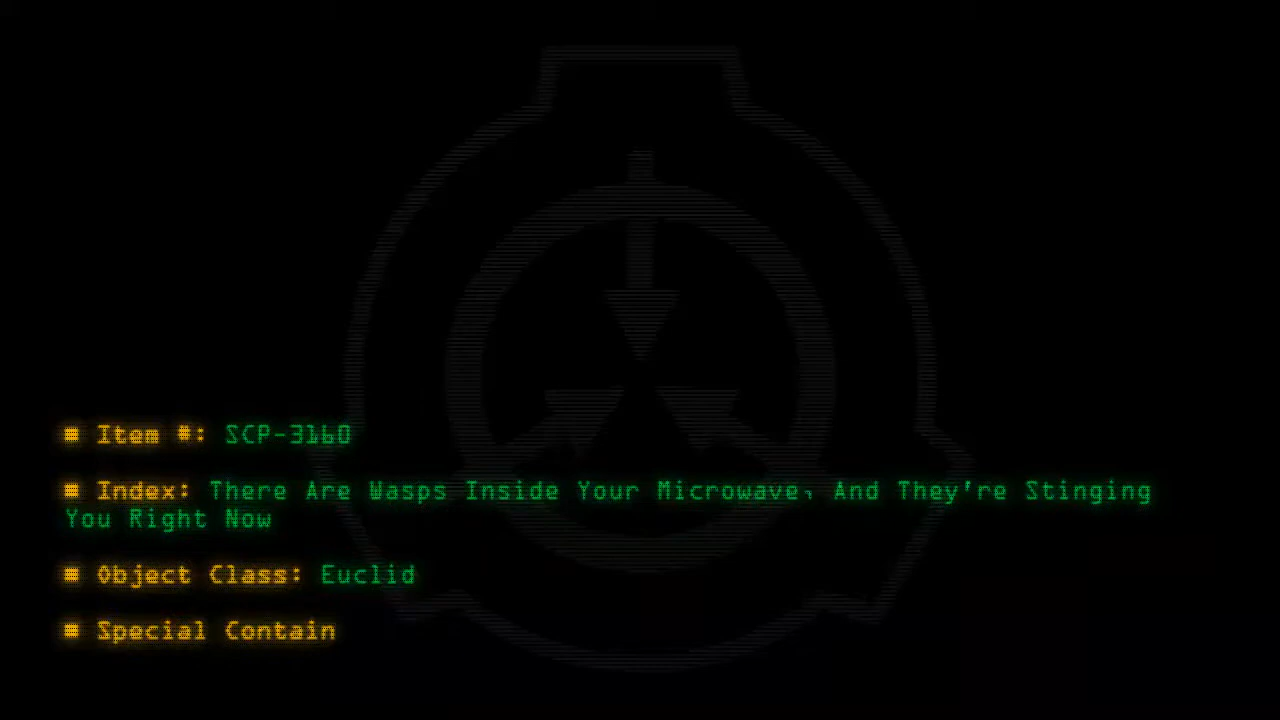 ■ Item #: SCP-3160
■ Index: There Are Wasps Inside Your Microwave, And They're Stinging
You Right Now
■ Object Class: Euclid
■ Special Contain